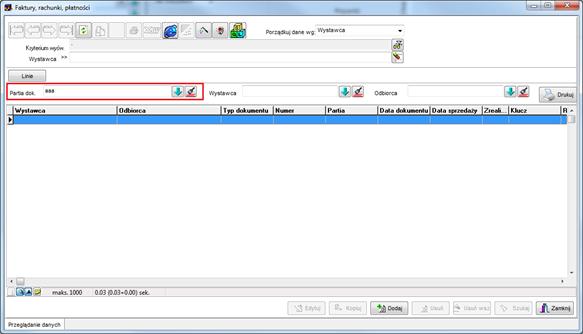 Faktury, rachunki, płatności
Porządkuj dane wg: Wystawca
Kryterium wyśw. *
Wystawca >>
Linie
Partia dok. aaa Wystawca Odbiorca Drukuj
Wystawca Odbiorca Typ dokumentu Numer Partia Data dokumentu Data sprzedaży Zreali... Klucz R
maks. 1000 0.03 (0.03+0.00) sek.
Edytuj Kopiuj Dodaj Usuń Usuń wsz Szukaj Zamknij
Przeglądanie danych